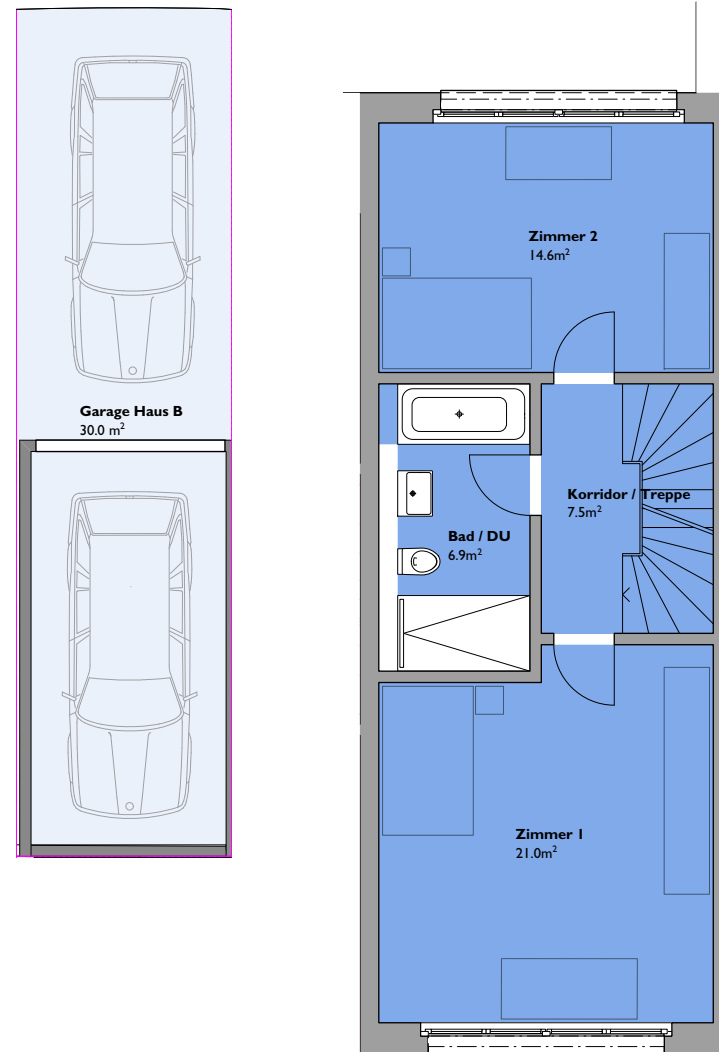 Zimmer 2
14.6m²
Garage Haus B
30.0 m²
Korridor / Treppe
7.5m²
Bad / DU
6.9m²
Zimmer 1
21.0m²